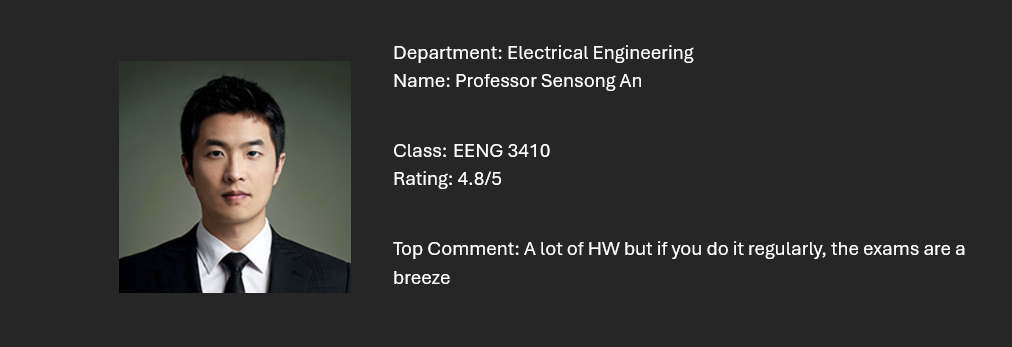 Department: Electrical Engineering
Name: Professor Sensong An
Class: EENG 3410
Rating: 4.8/5
Top Comment: A lot of HW but if you do it regularly, the exams are a
breeze